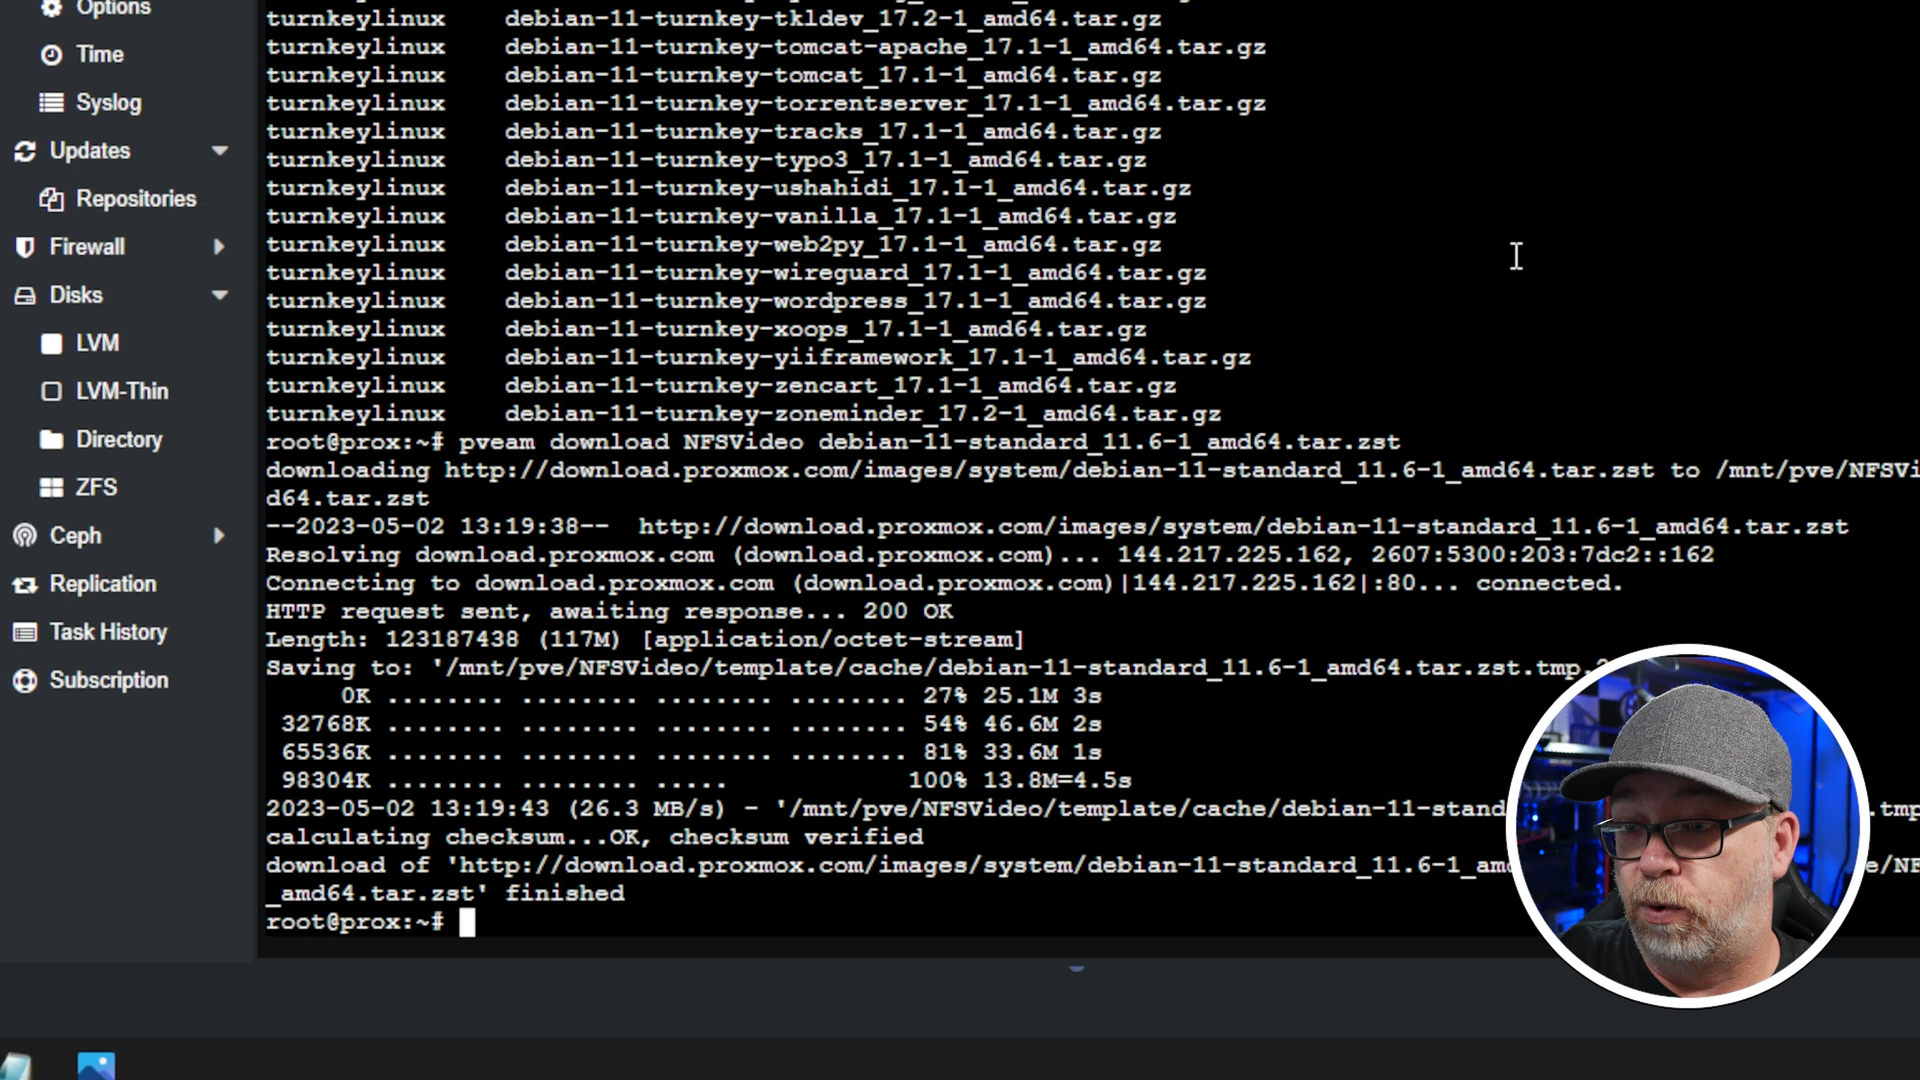 Options
Time
Syslog
Updates
Repositories
Firewall
Disks
LVM
LVM-Thin
Directory
ZFS
Ceph
Replication
Task History
Subscription
turnkeylinux debian-11-turnkey-tkldev_17.2-1_amd64.tar.gz
turnkeylinux debian-11-turnkey-tomcat-apache_17.1-1_amd64.tar.gz
turnkeylinux debian-11-turnkey-tomcat_17.1-1_amd64.tar.gz
turnkeylinux debian-11-turnkey-torrentserver_17.1-1_amd64.tar.gz
turnkeylinux debian-11-turnkey-tracks_17.1-1_amd64.tar.gz
turnkeylinux debian-11-turnkey-typo3_17.1-1_amd64.tar.gz
turnkeylinux debian-11-turnkey-ushahidi_17.1-1_amd64.tar.gz
turnkeylinux debian-11-turnkey-vanilla_17.1-1_amd64.tar.gz
turnkeylinux debian-11-turnkey-web2py_17.1-1_amd64.tar.gz
turnkeylinux debian-11-turnkey-wireguard_17.1-1_amd64.tar.gz
turnkeylinux debian-11-turnkey-wordpress_17.1-1_amd64.tar.gz
turnkeylinux debian-11-turnkey-xoops_17.1-1_amd64.tar.gz
turnkeylinux debian-11-turnkey-yiiframework_17.1-1_amd64.tar.gz
turnkeylinux debian-11-turnkey-zencart_17.1-1_amd64.tar.gz
turnkeylinux debian-11-turnkey-zoneminder_17.2-1_amd64.tar.gz
root@prox:~# pveam download NFSVideo debian-11-standard_11.6-1_amd64.tar.zst
downloading http://download.proxmox.com/images/system/debian-11-standard_11.6-1_amd64.tar.zst to /mnt/pve/NFSVi
d64.tar.zst
--2023-05-02 13:19:38-- http://download.proxmox.com/images/system/debian-11-standard_11.6-1_amd64.tar.zst
Resolving download.proxmox.com (download.proxmox.com)... 144.217.225.162, 2607:5300:203:7dc2::162
Connecting to download.proxmox.com (download.proxmox.com)|144.217.225.162|:80... connected.
HTTP request sent, awaiting response... 200 OK
Length: 123187438 (117M) [application/octet-stream]
Saving to: '/mnt/pve/NFSVideo/template/cache/debian-11-standard_11.6-1_amd64.tar.zst.tmp.
0K ........ ........ ........ ........ 27% 25.1M 3s
32768K ........ ........ ........ ........ 54% 46.6M 2s
65536K ........ ........ ........ ........ 81% 33.6M 1s
98304K ........ ........ ..... 100% 13.8M=4.5s
2023-05-02 13:19:43 (26.3 MB/s) - '/mnt/pve/NFSVideo/template/cache/debian-11-stand .tmp
calculating checksum...OK, checksum verified
download of 'http://download.proxmox.com/images/system/debian-11-standard_11.6-1_am e/NF
_amd64.tar.zst' finished
root@prox:~#